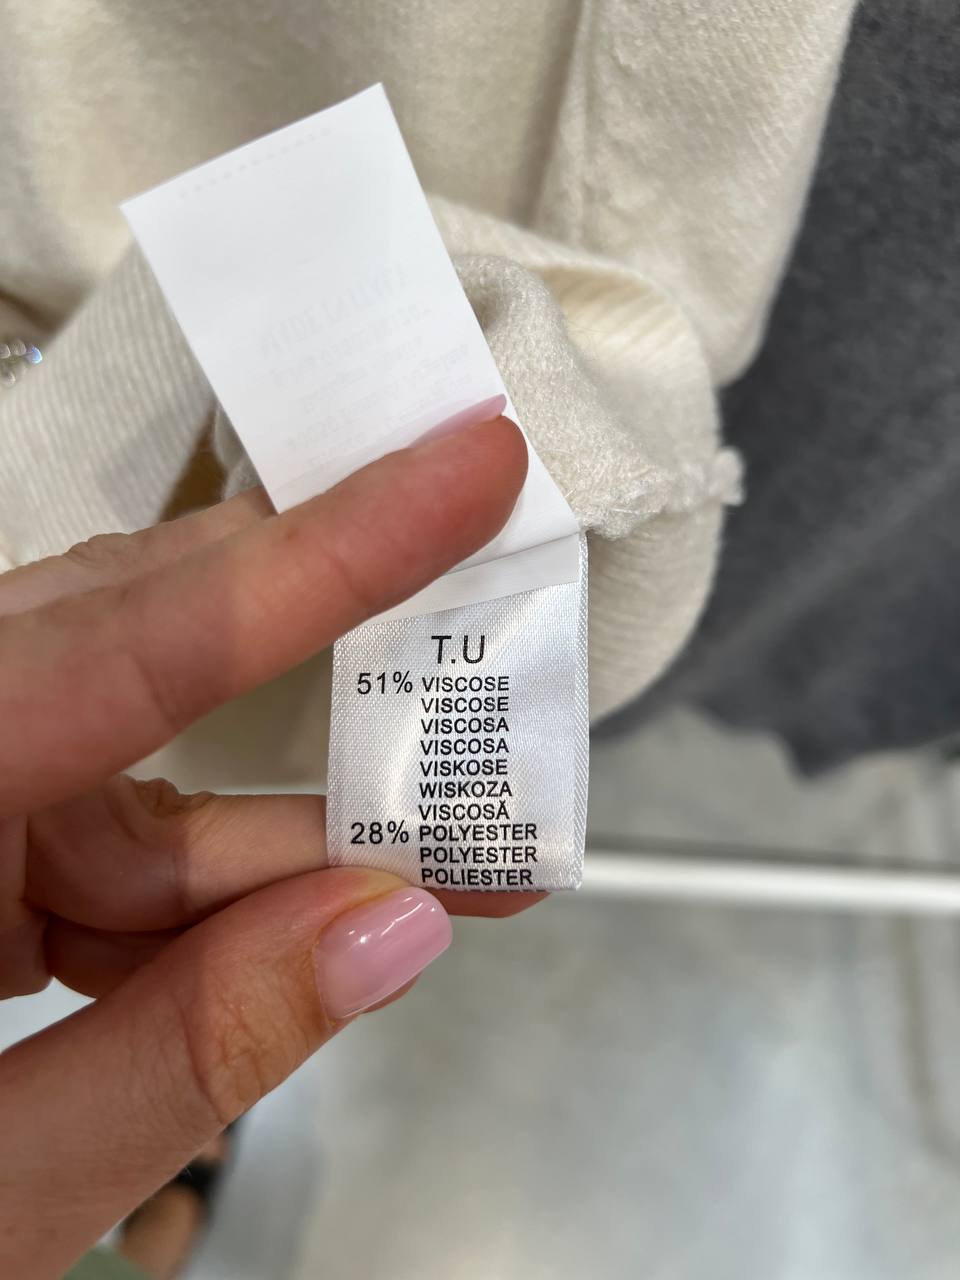 T.U
51% VISCOSE
VISCOSE
VISCOSA
VISCOSA
VISKOSE
WISKOZA
VISCOSĂ
28% POLYESTER
POLYESTER
POLIESTER